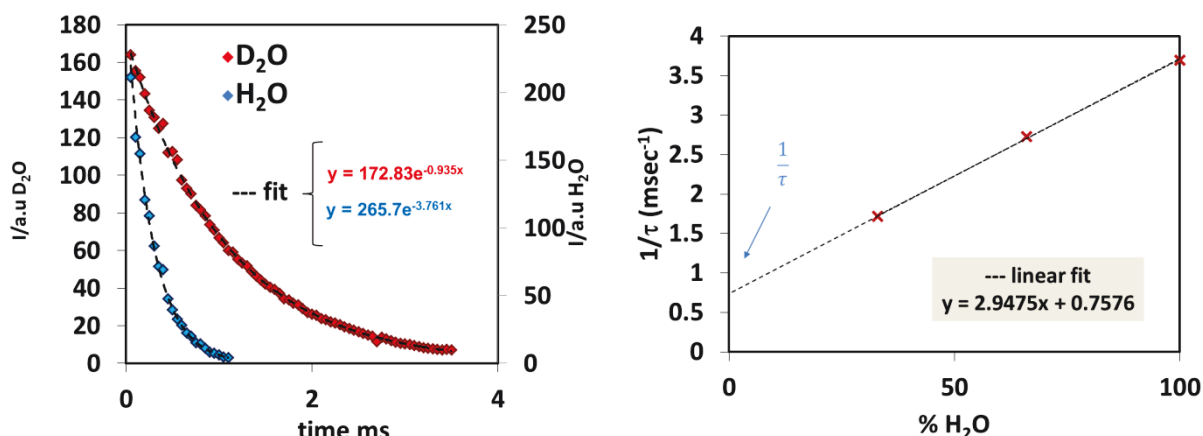 I/a.u D₂O
180
160
140
120
100
80
60
40
20
0
D₂O
H₂O
--- fit
y = 172.83e^-0.935x
y = 265.7e^-3.761x
250
200
150
100
50
0
I/a.u H₂O
0
2
4
time ms
1/τ (msec⁻¹)
4
3.5
3
2.5
2
1.5
1
0.5
0
1
τ
--- linear fit
y = 2.9475x + 0.7576
0
50
100
% H₂O